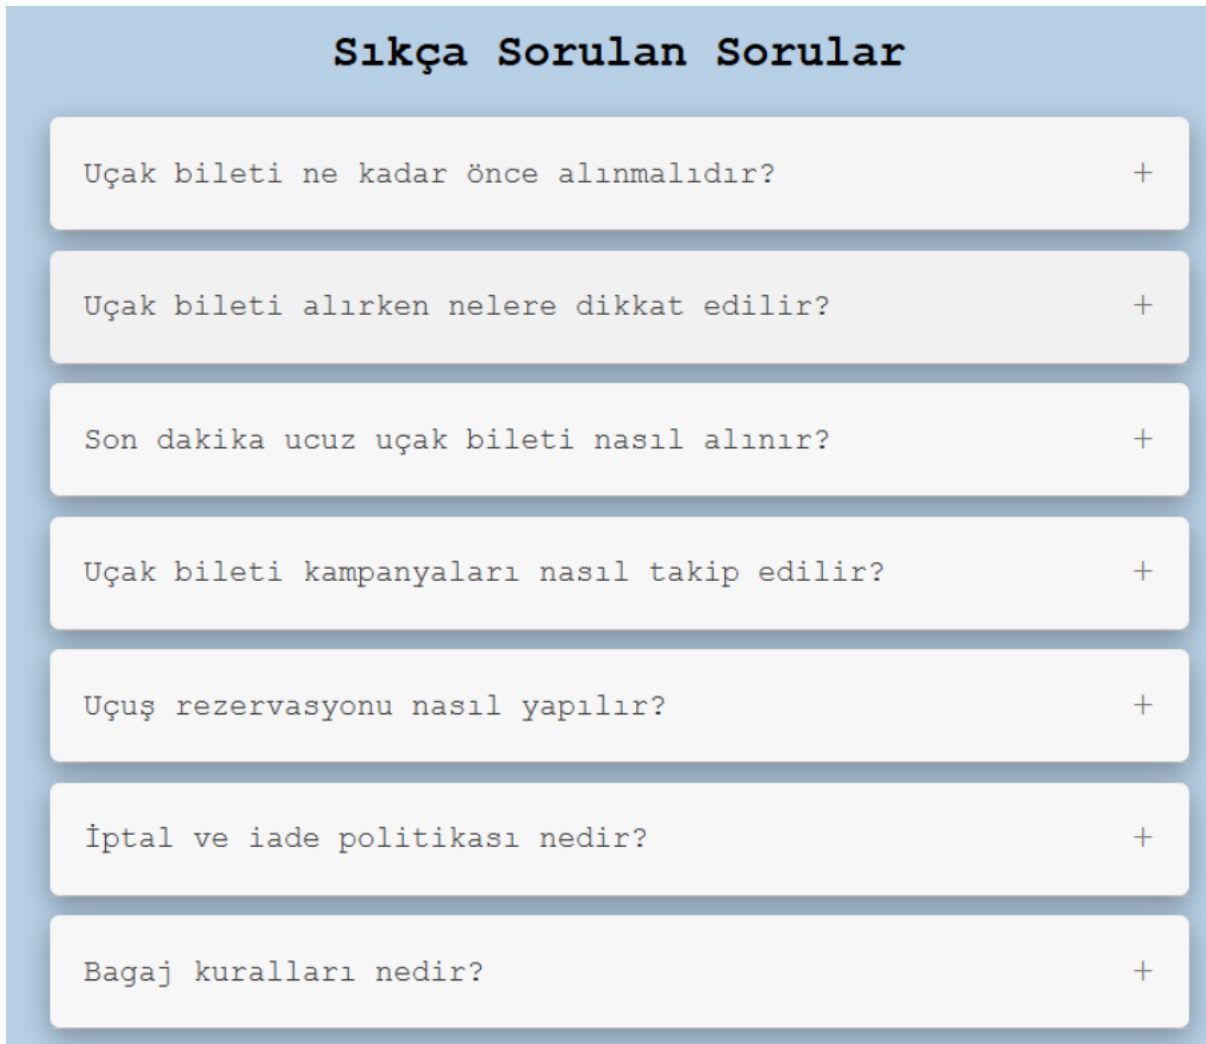 Sıkça Sorulan Sorular
Uçak bileti ne kadar önce alınmalıdır? +
Uçak bileti alırken nelere dikkat edilir? +
Son dakika ucuz uçak bileti nasıl alınır? +
Uçak bileti kampanyaları nasıl takip edilir? +
Uçuş rezervasyonu nasıl yapılır? +
İptal ve iade politikası nedir? +
Bagaj kuralları nedir? +